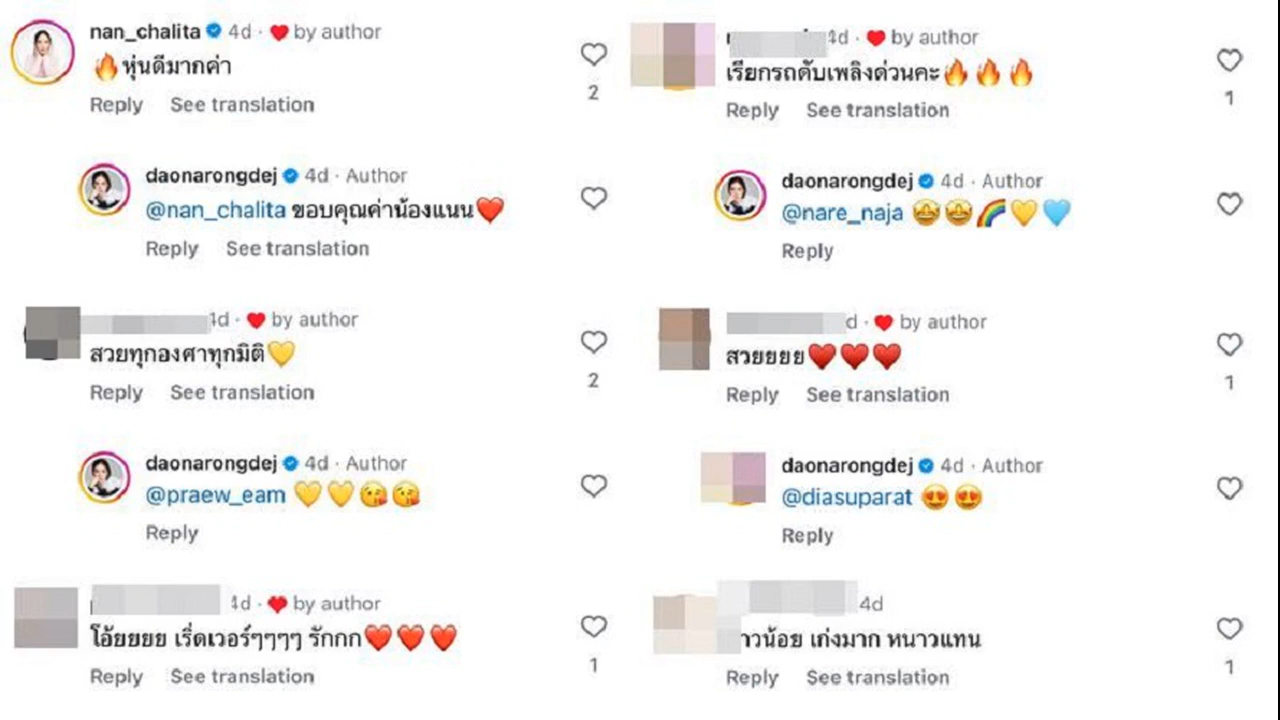 nan_chalita 4d · ❤️ by author
🔥หุ่นดีมากค่า
Reply See translation
2
daonarongdej 4d · Author
@nan_chalita ขอบคุณค่าน้องแนน❤️
Reply See translation
by author
สวยทุกองศาทุกมิติ💛
Reply See translation
2
daonarongdej 4d · Author
@praew_eam 💛💛😘😘
Reply
4d · ❤️ by author
โอ้ยยยย เริ่ดเวอร์ๆๆๆๆ รักกก❤️❤️❤️
Reply See translation
1
4d · ❤️ by author
เรียกรถดับเพลิงด่วนคะ🔥🔥🔥
Reply See translation
1
daonarongdej 4d · Author
@nare_naja 🤩🤩🌈💛🩵
Reply
d · ❤️ by author
สวยยยย❤️❤️❤️
Reply See translation
1
daonarongdej 4d · Author
@diasuparat 😍😍
Reply
4d
าวน้อย เก่งมาก หนาวแทน
Reply See translation
1